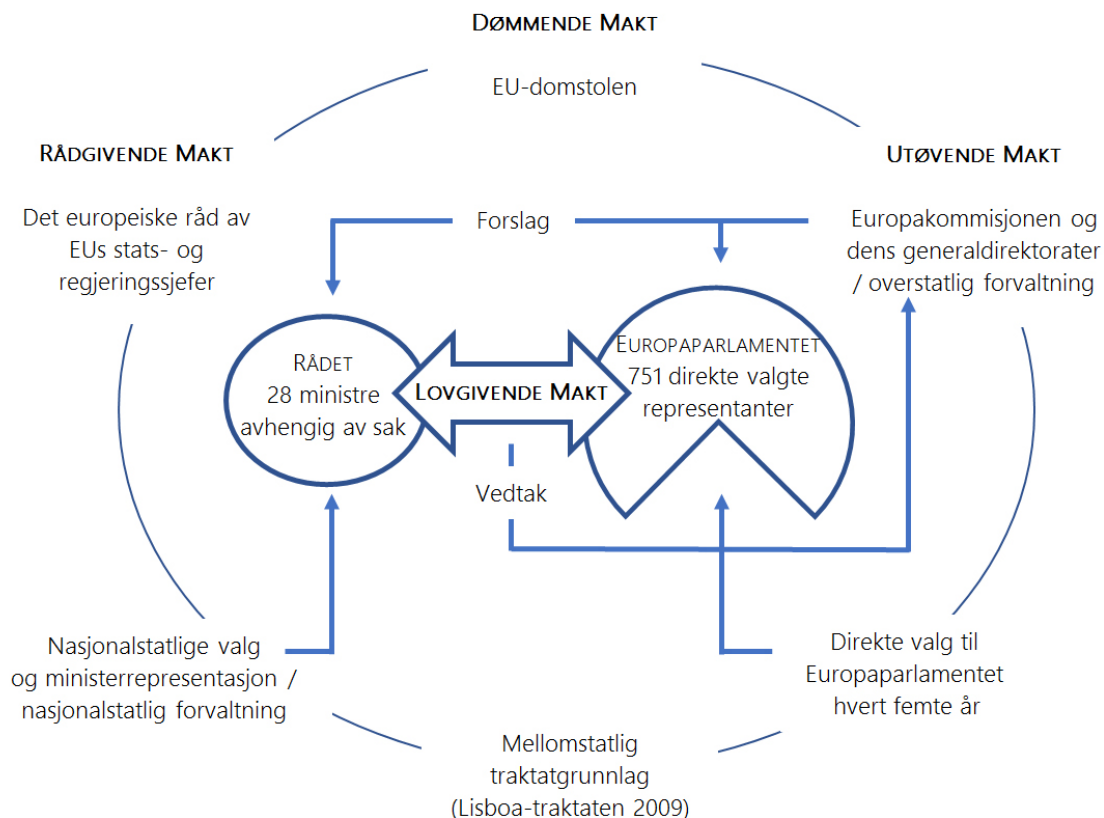 DØMMENDE MAKT
EU-domstolen
RÅDGIVENDE MAKT
Det europeiske råd av
EUs stats- og
regjeringssjefer
UTØVENDE MAKT
Europakommisjonen og
dens generaldirektorater
/ overstatlig forvaltning
Forslag
RÅDET
28 ministre
avhengig av sak
LOVGIVENDE MAKT
EUROPAPARLAMENTET
751 direkte valgte
representanter
Vedtak
Nasjonalstatlige valg
og ministerrepresentasjon /
nasjonalstatlig forvaltning
Direkte valg til
Europaparlamentet
hvert femte år
Mellomstatlig
traktatgrunnlag
(Lisboa-traktaten 2009)